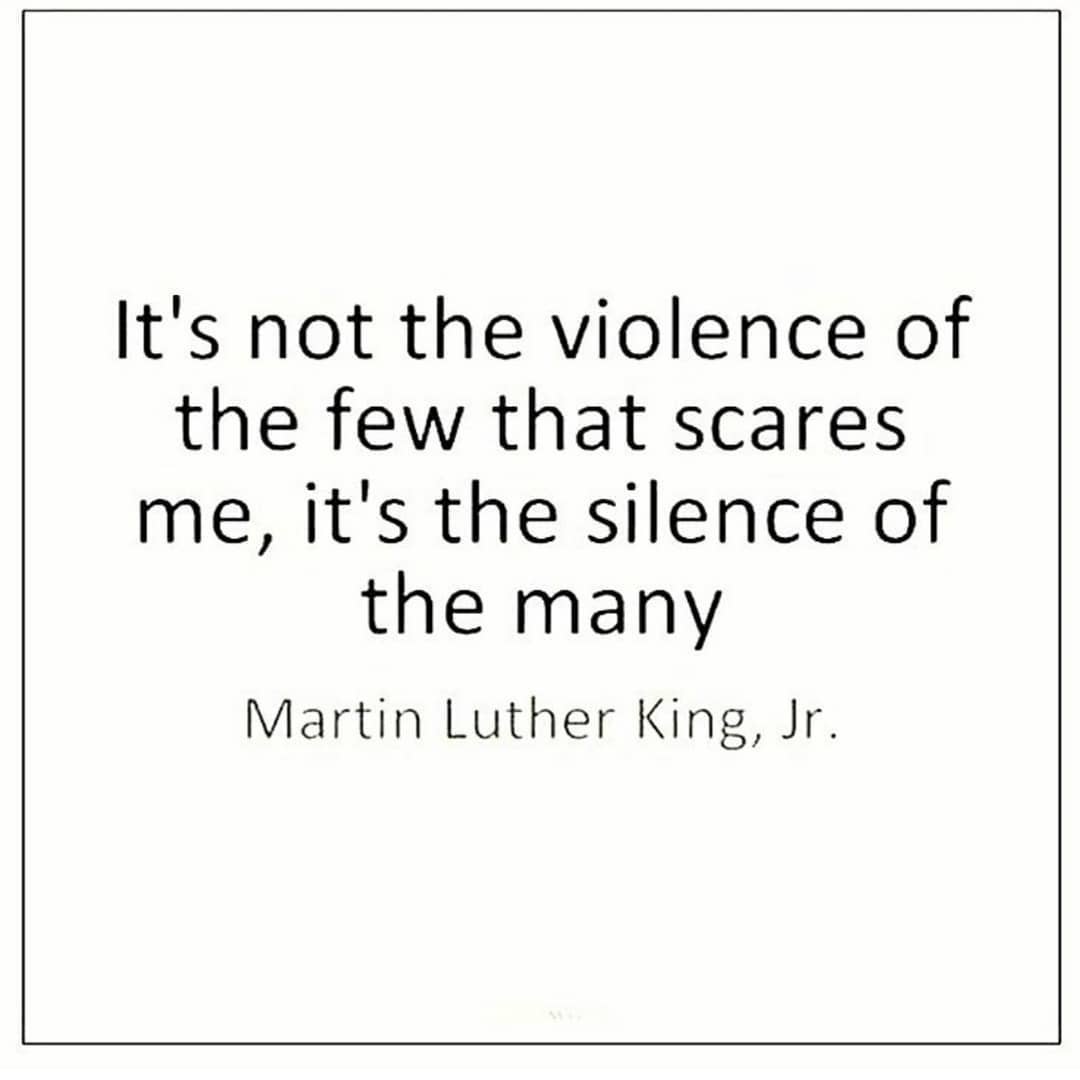 It's not the violence of
the few that scares
me, it's the silence of
the many
Martin Luther King, Jr.